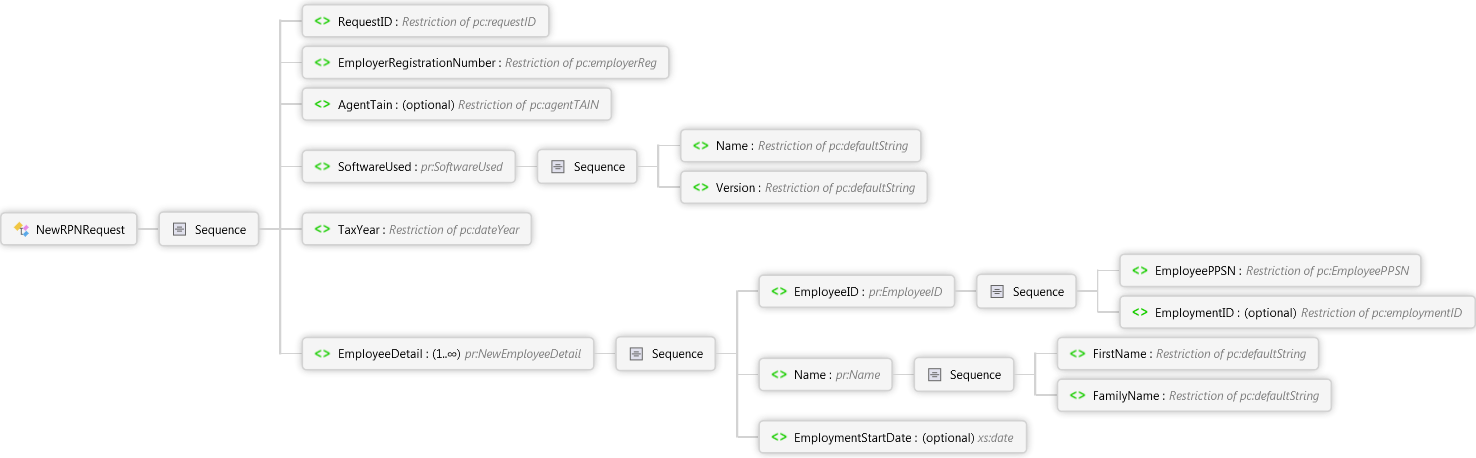 RequestID : Restriction of pc:requestID
EmployerRegistrationNumber : Restriction of pc:employerReg
AgentTain : (optional) Restriction of pc:agentTAIN
Name : Restriction of pc:defaultString
SoftwareUsed : pr:SoftwareUsed
Sequence
Version : Restriction of pc:defaultString
NewRPNRequest
Sequence
TaxYear : Restriction of pc:dateYear
EmployeePPSN : Restriction of pc:EmployeePPSN
EmployeeID : pr:EmployeeID
Sequence
EmploymentID : (optional) Restriction of pc:employmentID
EmployeeDetail : (1..∞) pr:NewEmployeeDetail
Sequence
FirstName : Restriction of pc:defaultString
Name : pr:Name
Sequence
FamilyName : Restriction of pc:defaultString
EmploymentStartDate : (optional) xs:date